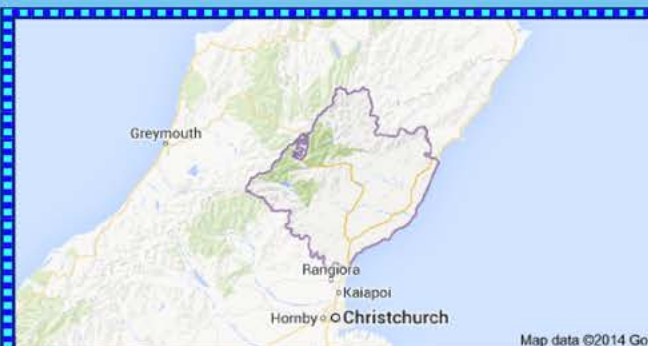 Greymouth
Rangiora
Kaiapoi
Hornby
Christchurch
Map data ©2014 Go